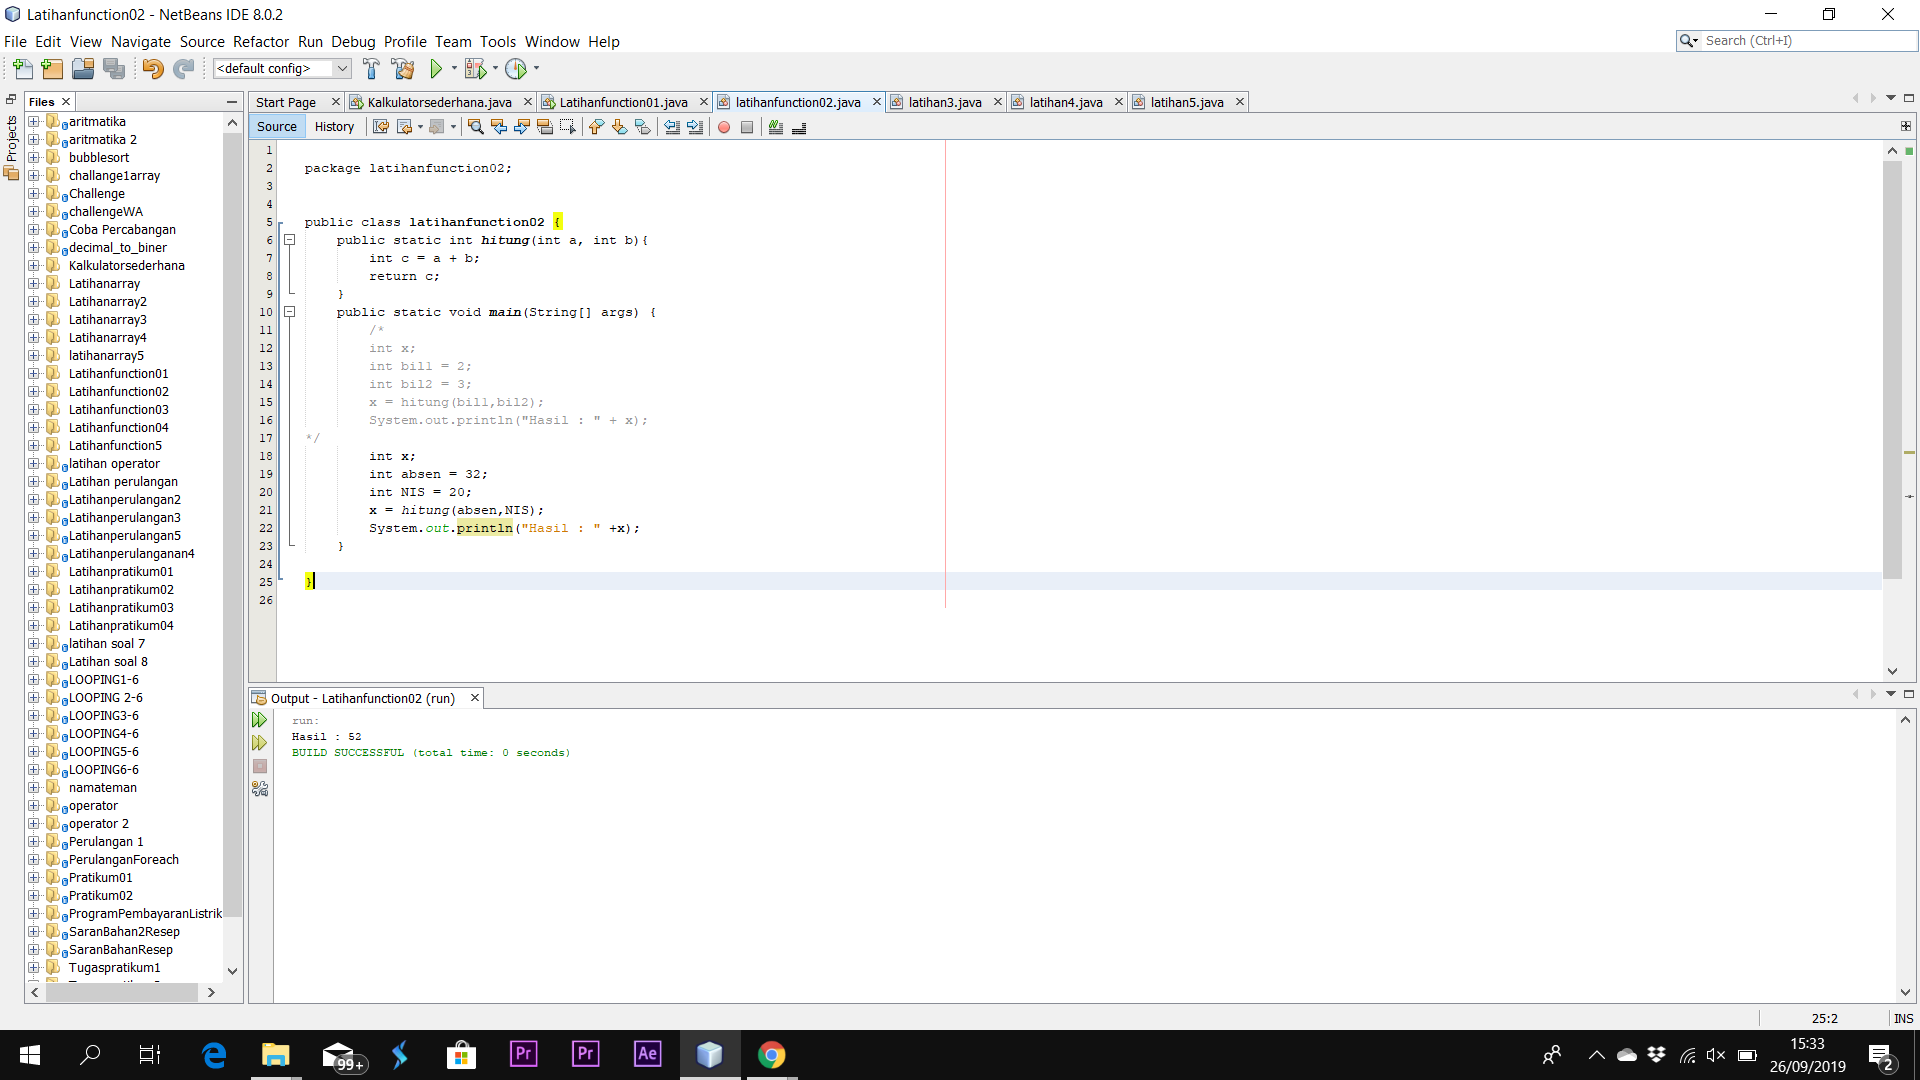 Latihanfunction02 - NetBeans IDE 8.0.2
File Edit View Navigate Source Refactor Run Debug Profile Team Tools Window Help
Search (Ctrl+I)
<default config>
Projects
Files
Start Page Kalkulatorsederhana.java Latihanfunction01.java latihanfunction02.java latihan3.java latihan4.java latihan5.java
Source History
aritmatika
aritmatika 2
bubblesort
challange1array
Challenge
challengeWA
Coba Percabangan
decimal_to_biner
Kalkulatorsederhana
Latihanarray
Latihanarray2
Latihanarray3
Latihanarray4
latihanarray5
Latihanfunction01
Latihanfunction02
Latihanfunction03
Latihanfunction04
Latihanfunction5
latihan operator
Latihan perulangan
Latihanperulangan2
Latihanperulangan3
Latihanperulangan5
Latihanperulanganan4
Latihanpratikum01
Latihanpratikum02
Latihanpratikum03
Latihanpratikum04
latihan soal 7
Latihan soal 8
LOOPING1-6
LOOPING 2-6
LOOPING3-6
LOOPING4-6
LOOPING5-6
LOOPING6-6
namateman
operator
operator 2
Perulangan 1
PerulanganForeach
Pratikum01
Pratikum02
ProgramPembayaranListrik
SaranBahan2Resep
SaranBahanResep
Tugaspratikum1
1
2 package latihanfunction02;
3
4
5 public class latihanfunction02 {
6 public static int hitung(int a, int b){
7 int c = a + b;
8 return c;
9 }
10 public static void main(String[] args) {
11 /*
12 int x;
13 int bil1 = 2;
14 int bil2 = 3;
15 x = hitung(bil1,bil2);
16 System.out.println("Hasil : " + x);
17 */
18 int x;
19 int absen = 32;
20 int NIS = 20;
21 x = hitung(absen,NIS);
22 System.out.println("Hasil : " +x);
23 }
24
25 }
26
Output - Latihanfunction02 (run)
run:
Hasil : 52
BUILD SUCCESSFUL (total time: 0 seconds)
25:2 INS
99+
Pr
Pr
Ae
15:33
26/09/2019
2